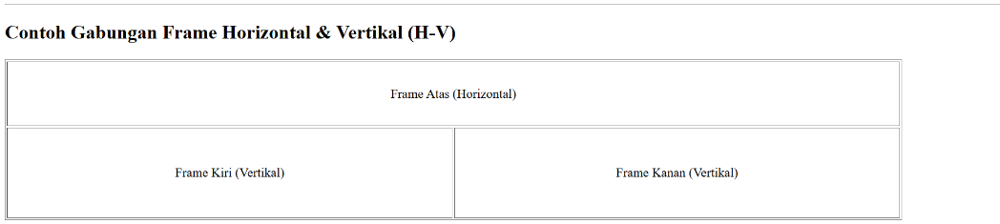 Contoh Gabungan Frame Horizontal & Vertikal (H-V)
Frame Atas (Horizontal)
Frame Kiri (Vertikal)
Frame Kanan (Vertikal)